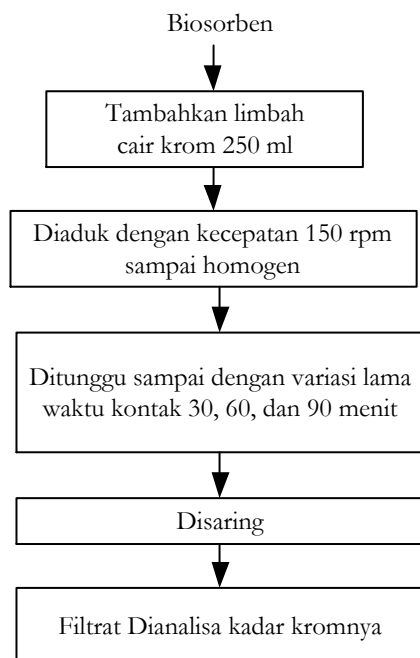 Biosorben
Tambahkan limbah
cair krom 250 ml
Diaduk dengan kecepatan 150 rpm
sampai homogen
Ditunggu sampai dengan variasi lama
waktu kontak 30, 60, dan 90 menit
Disaring
Filtrat Dianalisa kadar kromnya